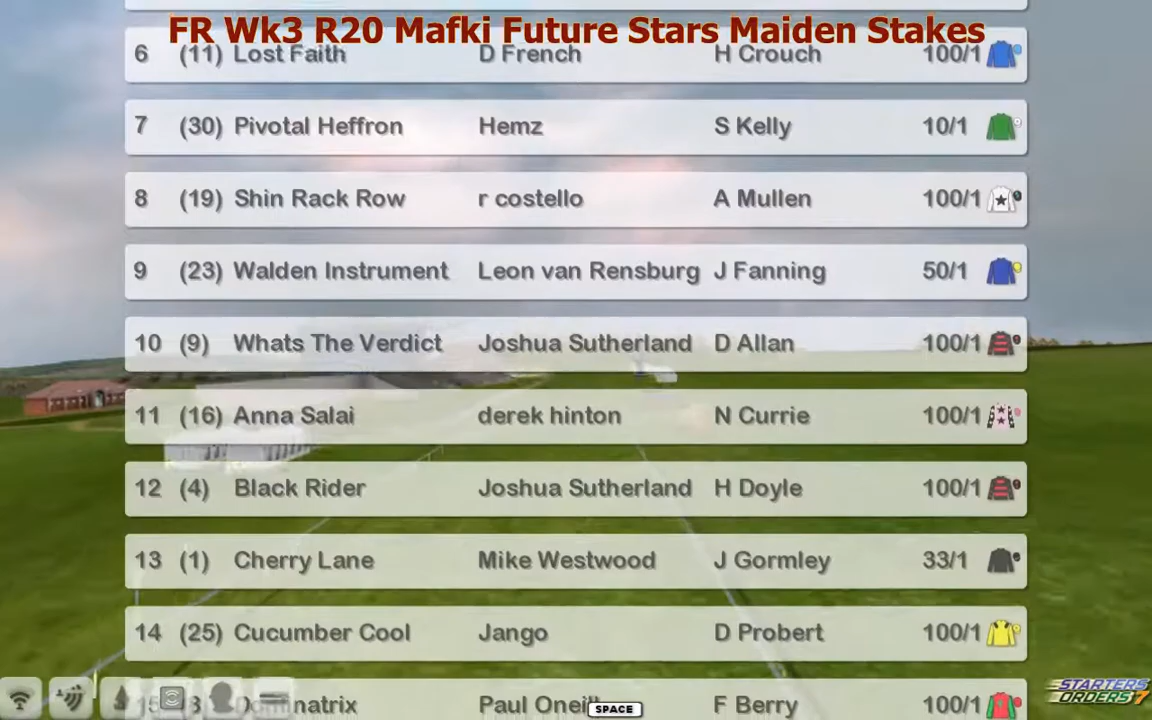 FR Wk3 R20 Mafki Future Stars Maiden Stakes
6 (11) Lost Faith D French H Crouch 100/1
7 (30) Pivotal Heffron Hemz S Kelly 10/1
8 (19) Shin Rack Row r costello A Mullen 100/1
9 (23) Walden Instrument Leon van Rensburg J Fanning 50/1
10 (9) Whats The Verdict Joshua Sutherland D Allan 100/1
11 (16) Anna Salai derek hinton N Currie 100/1
12 (4) Black Rider Joshua Sutherland H Doyle 100/1
13 (1) Cherry Lane Mike Westwood J Gormley 33/1
14 (25) Cucumber Cool Jango D Probert 100/1
15 Dominatrix Paul Oneill F Berry 100/1
SPACE
STARTERS
ORDERS 7